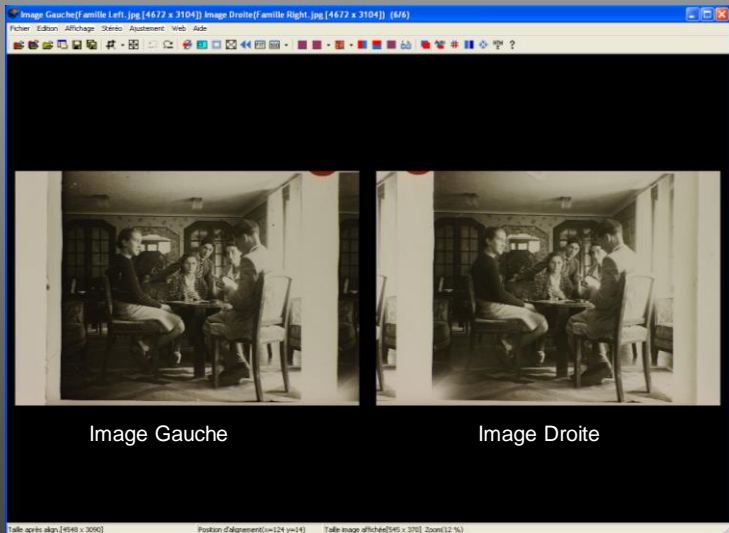 Image Gauche(Famille Left.jpg [4672 x 3104]) Image Droite(Famille Right.jpg [4672 x 3104]) (6/6)
Fichier Edition Affichage Stéréo Ajustement Web Aide
Image Gauche Image Droite
Taille après align.[4548 x 3090] Position d'alignement(x=124 y=14) Taille image affichée[545 x 370] Zoom(12 %)